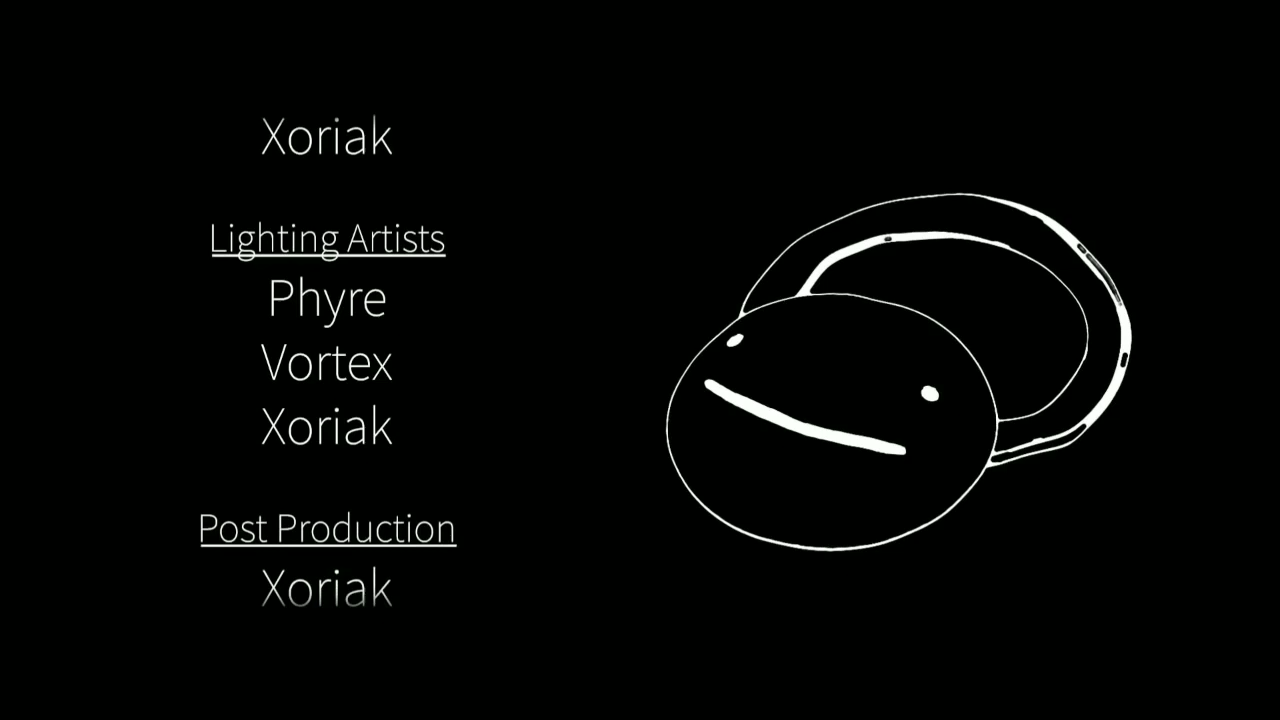 Xoriak
Lighting Artists
Phyre
Vortex
Xoriak
Post Production
Xoriak